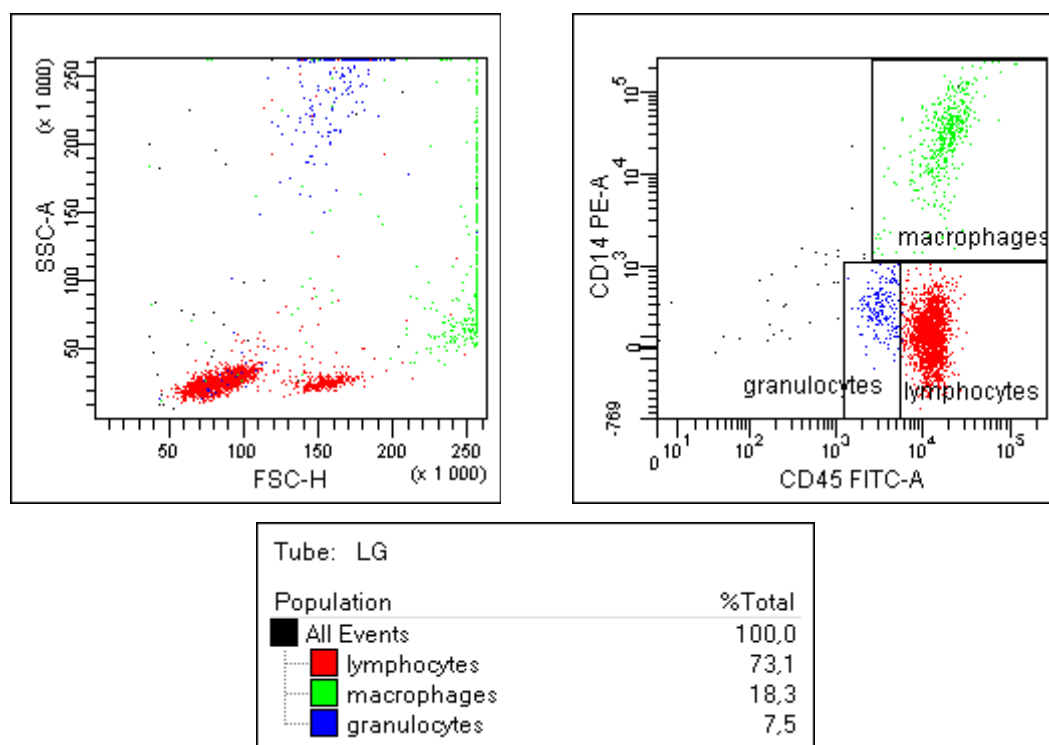 (x 1 000)
250
200
150
100
50
SSC-A
50
100
150
200
250
FSC-H
(x 1 000)
10^5
10^4
10^3
0
-769
CD14 PE-A
macrophages
granulocytes
lymphocytes
0 10^1
10^2
10^3
10^4
10^5
CD45 FITC-A
Tube: LG
Population %Total
All Events 100,0
lymphocytes 73,1
macrophages 18,3
granulocytes 7,5